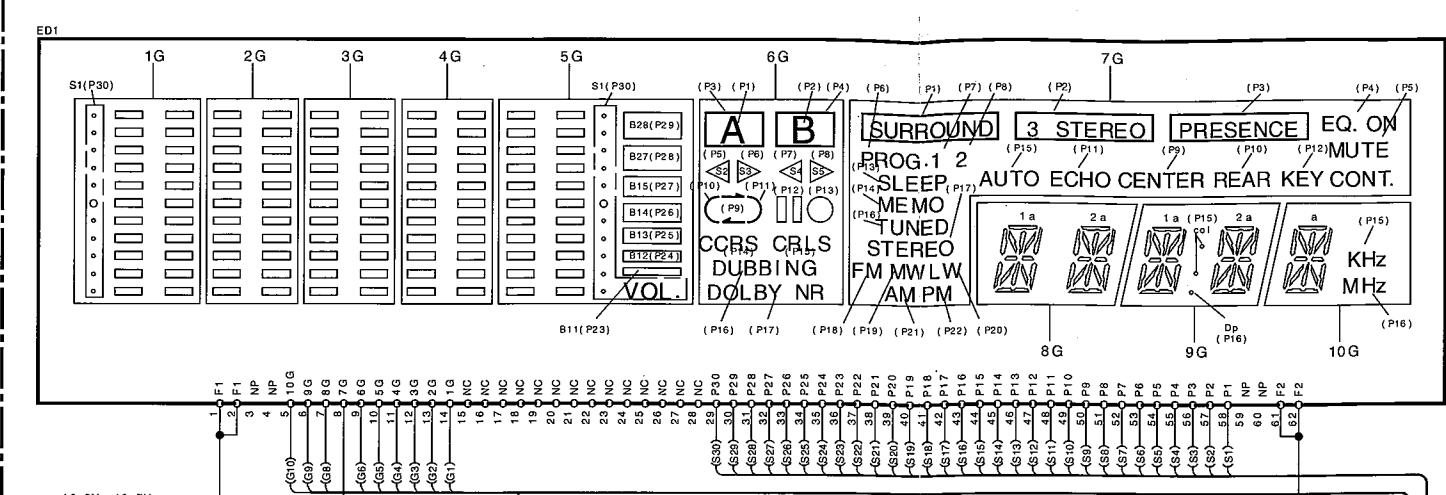 ED1
1G 2G 3G 4G 5G 6G 7G
S1(P30) S1(P30) (P3) (P1) (P2) (P4) (P6) (P1) (P7) (P8) (P2) (P3) (P4) (P5)
B28(P29) A B SURROUND 3 STEREO PRESENCE EQ. ON
(P5) (P6) (P7) (P8) (P15) (P11) (P9) (P10) (P12) MUTE
B27(P28) S2 S3 S4 S5 PROG.1 2
(P13) SLEEP AUTO ECHO CENTER REAR KEY CONT.
B15(P27) (P10) (P11) (P12) (P13) (P14) (P17)
(P9) MEMO
B14(P26) (P16) TUNED 1a 2a 1a (P15) 2a a (P15)
col
B13(P25) CCRS CRLS STEREO
(P14) (P15)
B12(P24) DUBBING FM MW LW KHz
VOL. DOLBY NR AM PM MHz
B11(P23) (P16) (P17) (P18) (P19) (P21) (P22) (P20) Dp (P16) (P16)
8G 9G 10G
F1 F1 NP NP 10G 9G 8G 7G 6G 5G 4G 3G 2G 1G NC NC NC NC NC NC NC NC NC NC NC NC NC NC P30 P29 P28 P27 P26 P25 P24 P23 P22 P21 P20 P19 P18 P17 P16 P15 P14 P13 P12 P11 P10 P9 P8 P7 P6 P5 P4 P3 P2 P1 NP NP F2 F2
1 2 3 4 5 6 7 8 9 10 11 12 13 14 15 16 17 18 19 20 21 22 23 24 25 26 27 28 29 30 31 32 33 34 35 36 37 38 39 40 41 42 43 44 45 46 47 48 49 50 51 52 53 54 55 56 57 58 59 60 61 62
(G10) (G9) (G8) (G6) (G5) (G4) (G3) (G2) (G1) (S30) (S29) (S28) (S27) (S26) (S25) (S24) (S23) (S22) (S21) (S20) (S19) (S18) (S17) (S16) (S15) (S14) (S13) (S12) (S11) (S10) (S9) (S8) (S7) (S6) (S5) (S4) (S3) (S2) (S1)